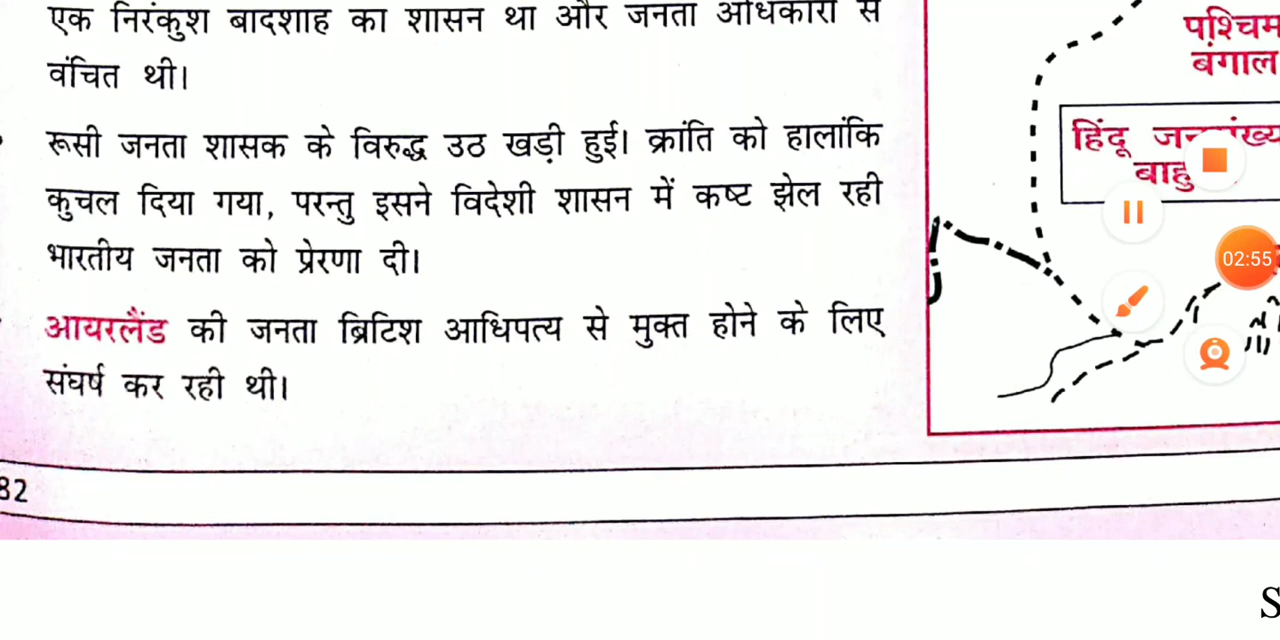 एक निरंकुश बादशाह का शासन था और जनता अधिकारों से
वंचित थी।
रूसी जनता शासक के विरुद्ध उठ खड़ी हुई। क्रांति को हालांकि
कुचल दिया गया, परन्तु इसने विदेशी शासन में कष्ट झेल रही
भारतीय जनता को प्रेरणा दी।
आयरलैंड की जनता ब्रिटिश आधिपत्य से मुक्त होने के लिए
संघर्ष कर रही थी।
82
पश्चिम
बंगाल
हिंदू
02:55
S